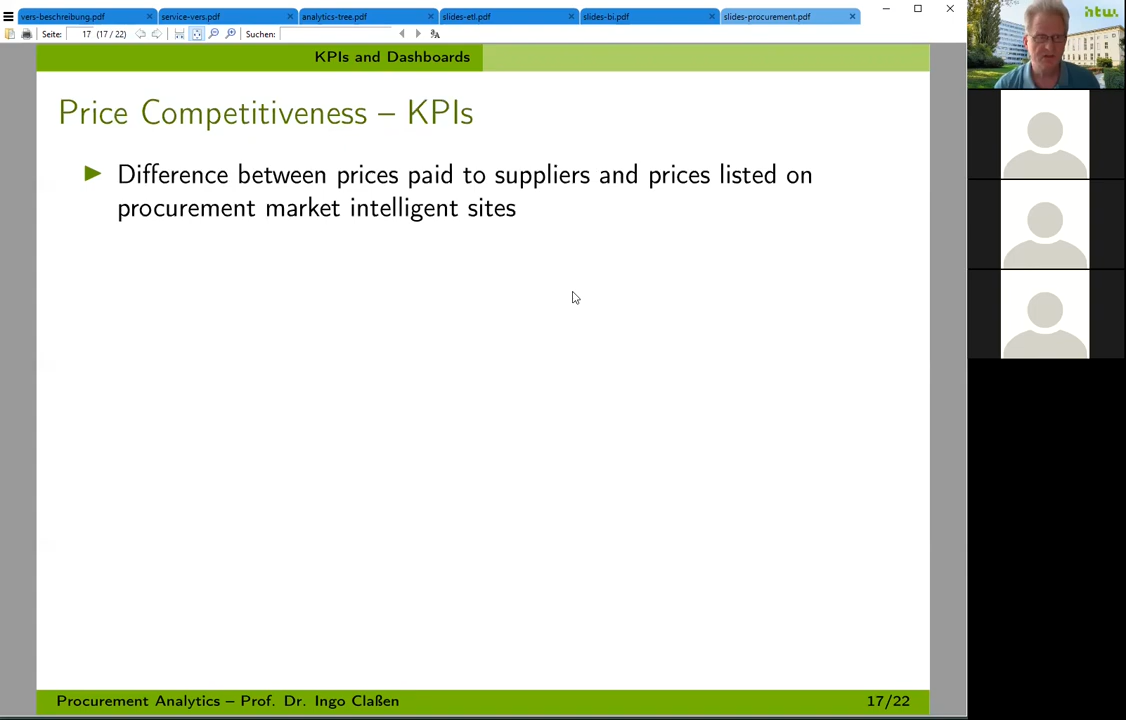 vers-beschreibung.pdf
service-vers.pdf
analytics-tree.pdf
slides-etl.pdf
slides-bi.pdf
slides-procurement.pdf
Seite: 17 (17 / 22)
Suchen:
KPIs and Dashboards
Price Competitiveness – KPIs
Difference between prices paid to suppliers and prices listed on
procurement market intelligent sites
Procurement Analytics – Prof. Dr. Ingo Claßen
17/22
htw